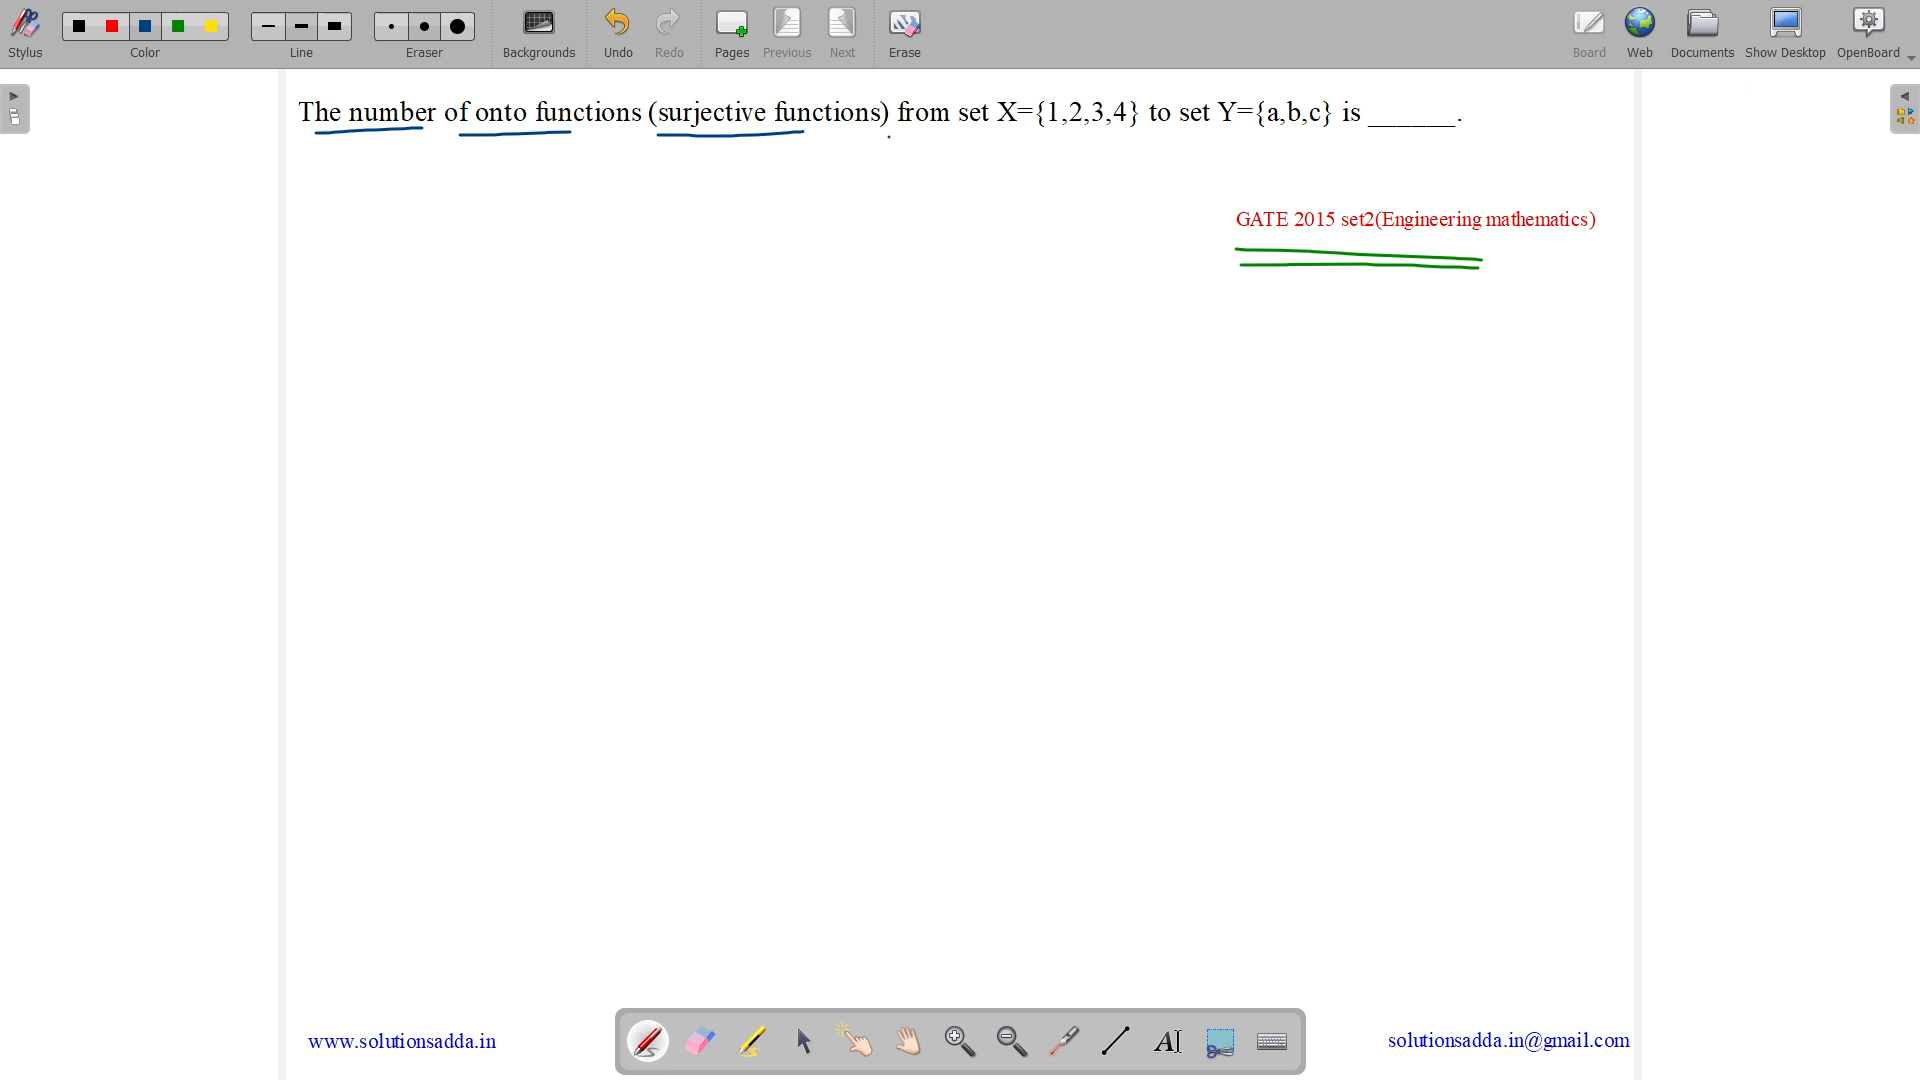 Stylus
Color
Line
Eraser
Backgrounds
Undo
Redo
Pages
Previous
Next
Erase
Board
Web
Documents
Show Desktop
OpenBoard
The number of onto functions (surjective functions) from set X={1,2,3,4} to set Y={a,b,c} is ______.
GATE 2015 set2(Engineering mathematics)
www.solutionsadda.in
solutionsadda.in@gmail.com